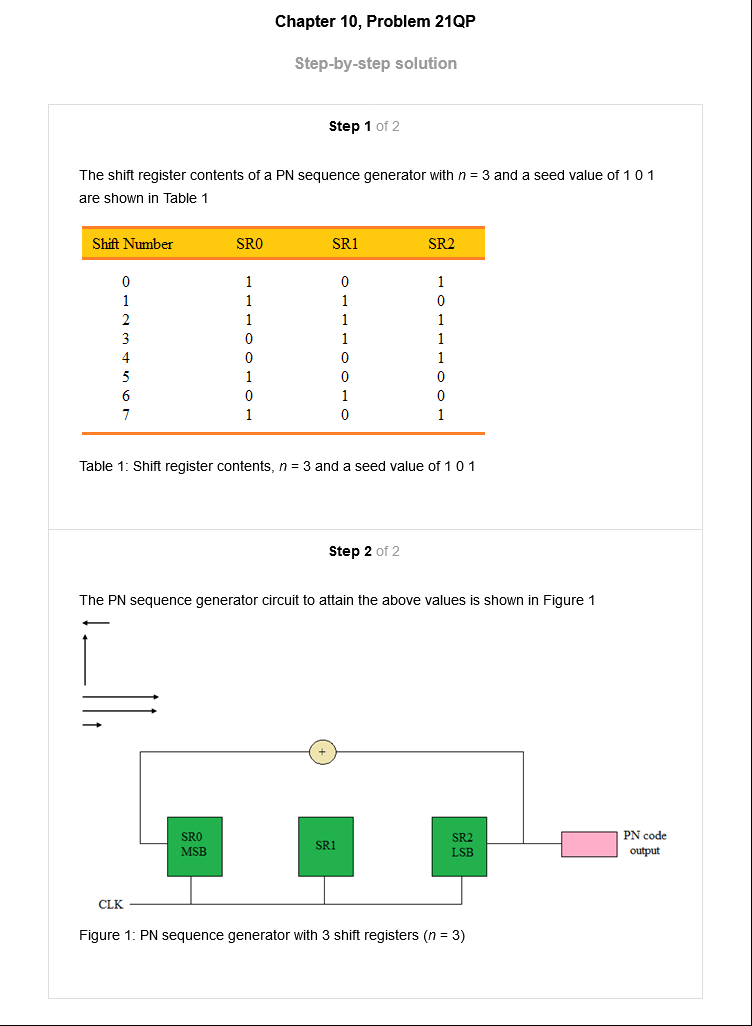 Chapter 10, Problem 21QP
Step-by-step solution
Step 1 of 2
The shift register contents of a PN sequence generator with n = 3 and a seed value of 1 0 1
are shown in Table 1
Shift Number SR0 SR1 SR2
0 1 0 1
1 1 1 0
2 1 1 1
3 0 1 1
4 0 0 1
5 1 0 0
6 0 1 0
7 1 0 1
Table 1: Shift register contents, n = 3 and a seed value of 1 0 1
Step 2 of 2
The PN sequence generator circuit to attain the above values is shown in Figure 1
+
SR0
MSB
SR1
SR2
LSB
PN code
output
CLK
Figure 1: PN sequence generator with 3 shift registers (n = 3)